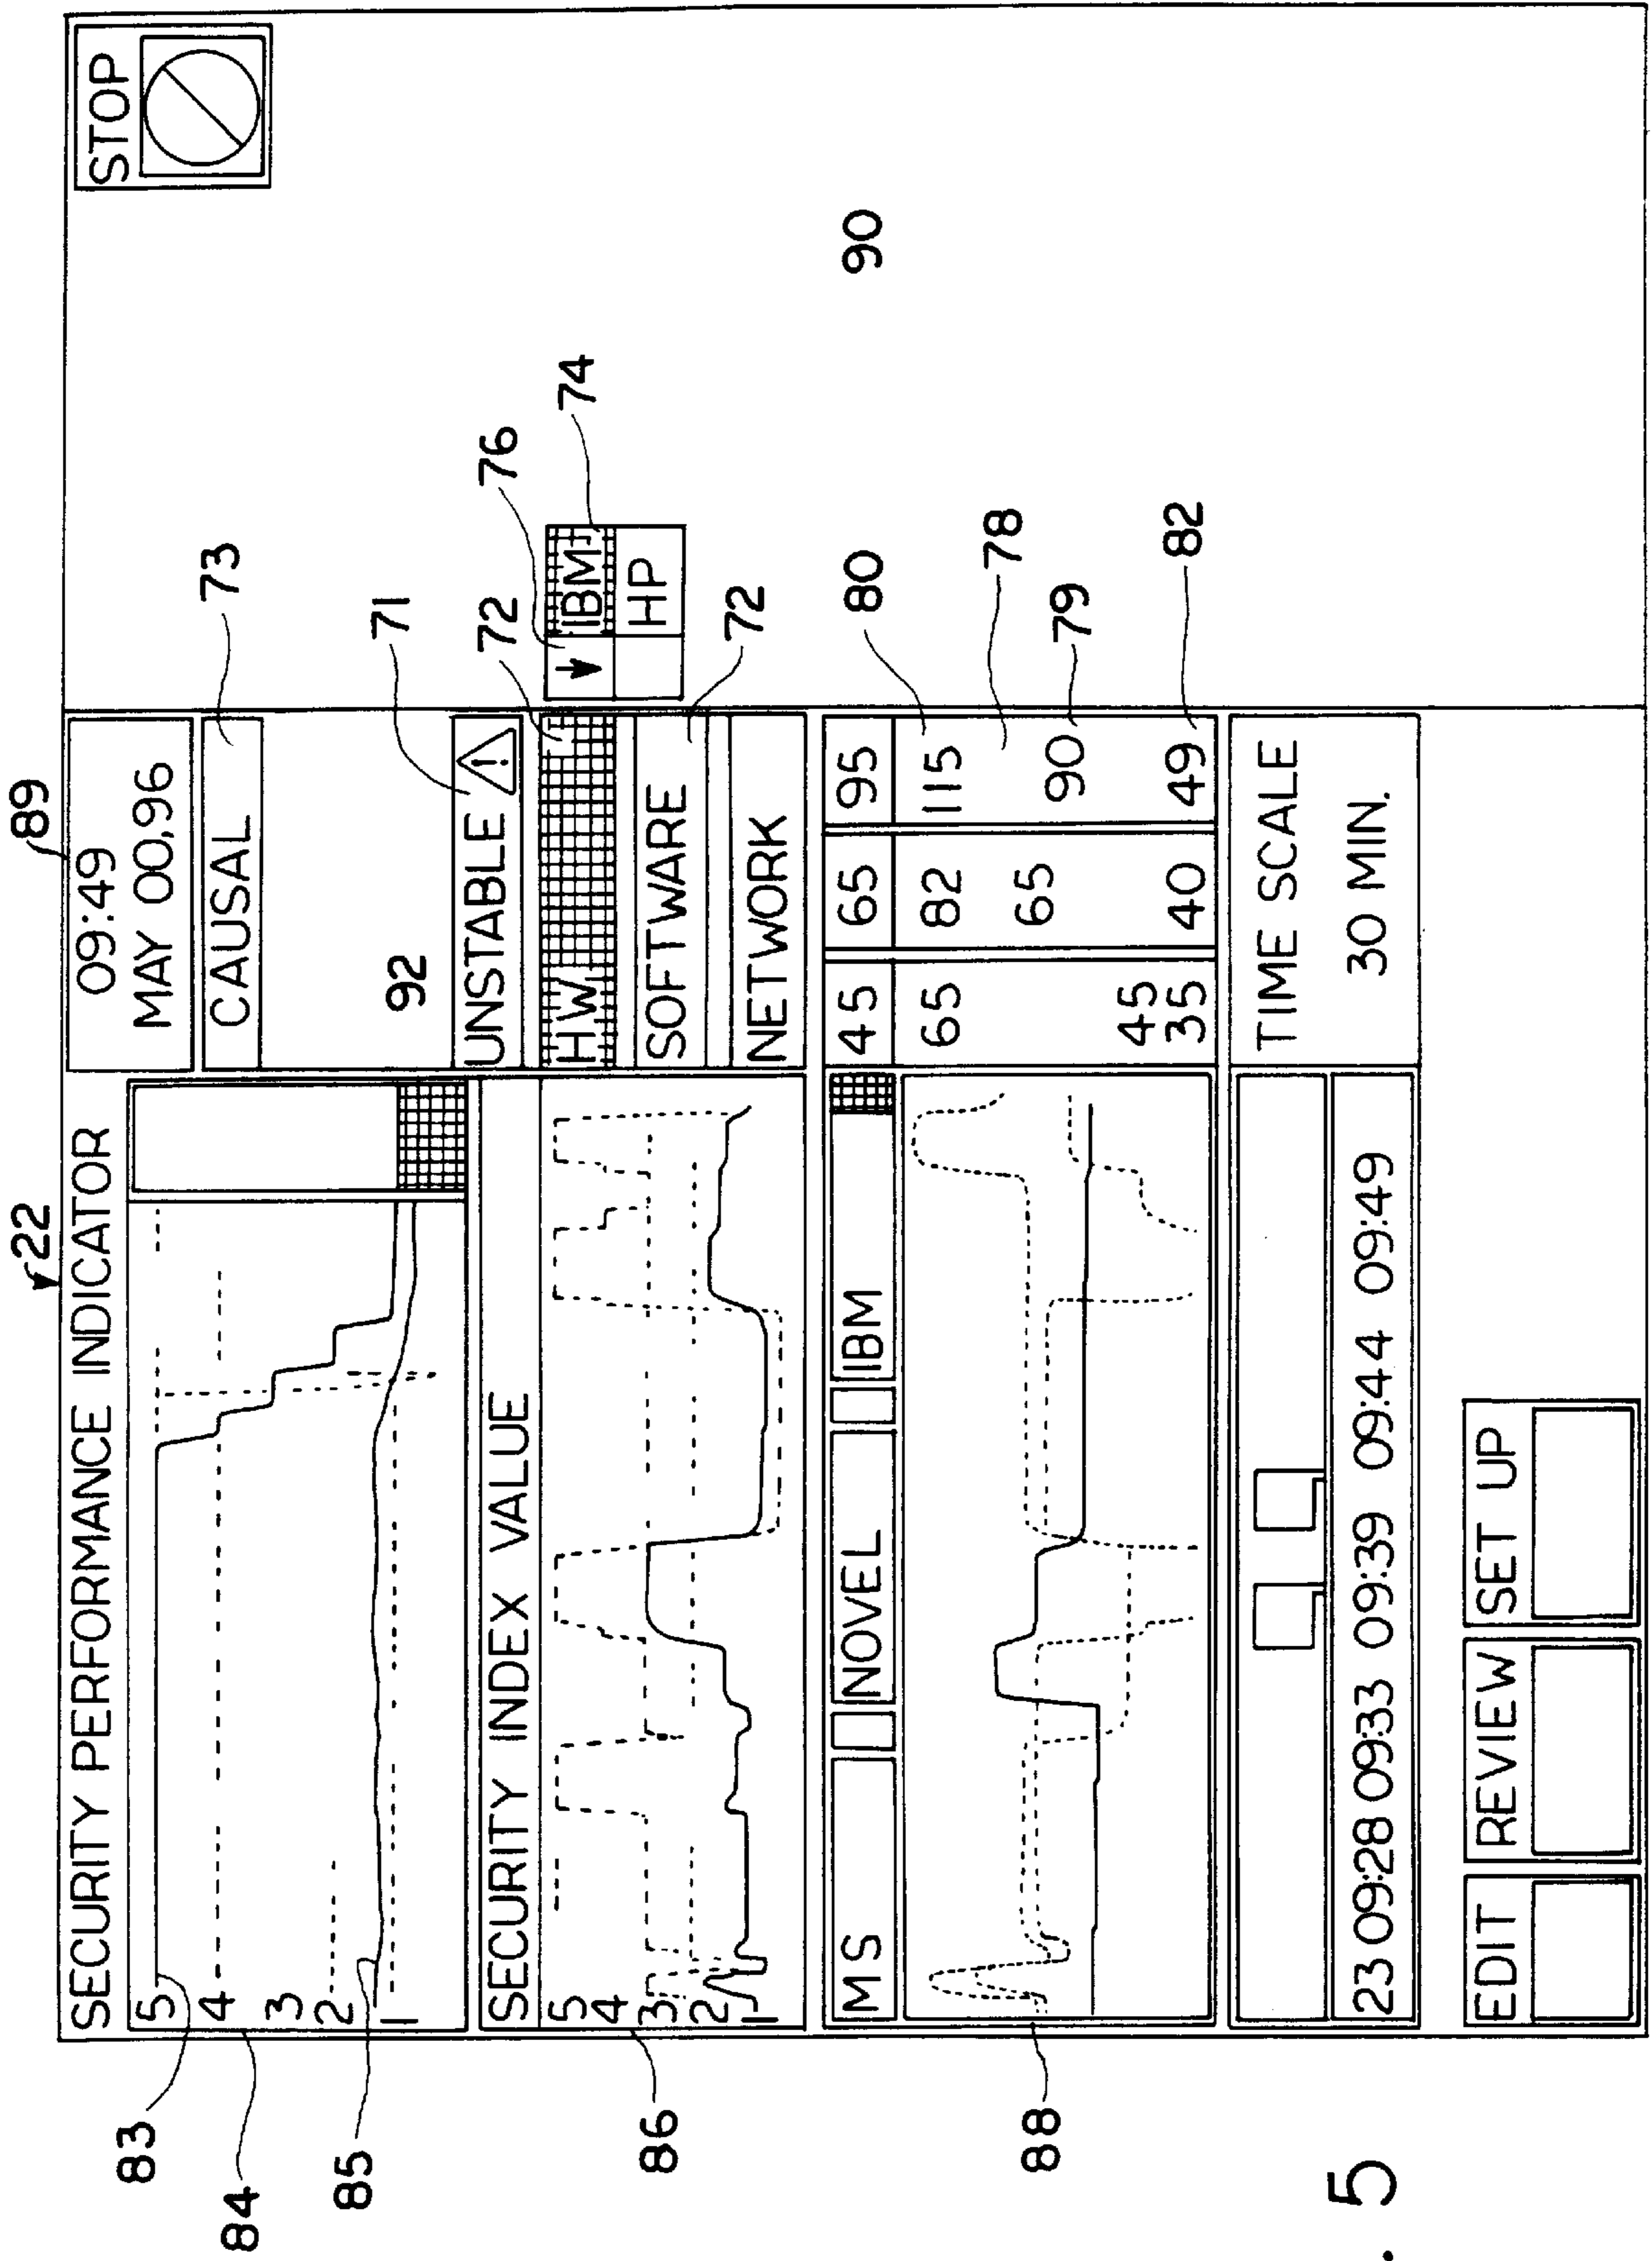 22
89
SECURITY PERFORMANCE INDICATOR
09:49
MAY 00,96
STOP
83
5
4
3
2
1
84
85
CAUSAL
73
92
71
UNSTABLE !
SECURITY INDEX VALUE
5
4
3
2
1
86
HW
72
SOFTWARE
72
NETWORK
76
74
IBM
HP
90
MS
NOVEL
IBM
45 65 95
65 82 115
65
90
45
35 40 49
80
78
79
82
88
TIME SCALE
30 MIN.
23 09:28 09:33 09:39 09:44 09:49
EDIT
REVIEW
SET UP
. 5